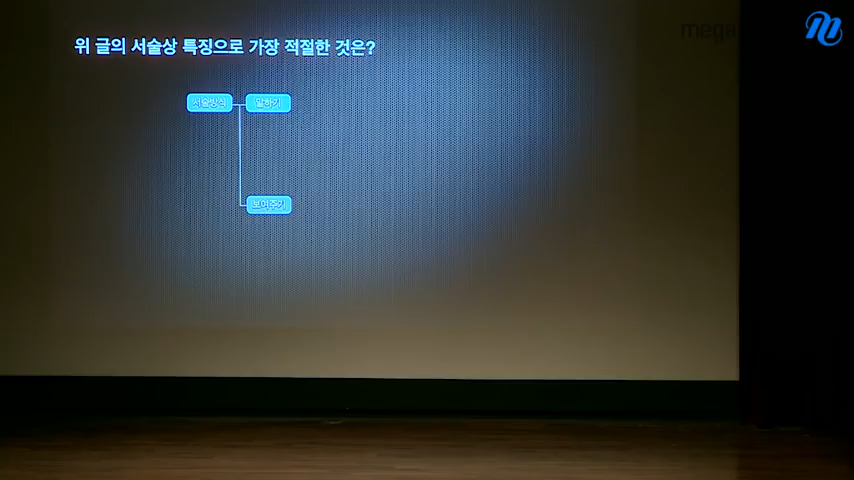 위 글의 서술상 특징으로 가장 적절한 것은?
서술방식 말하기
보여주기
mega